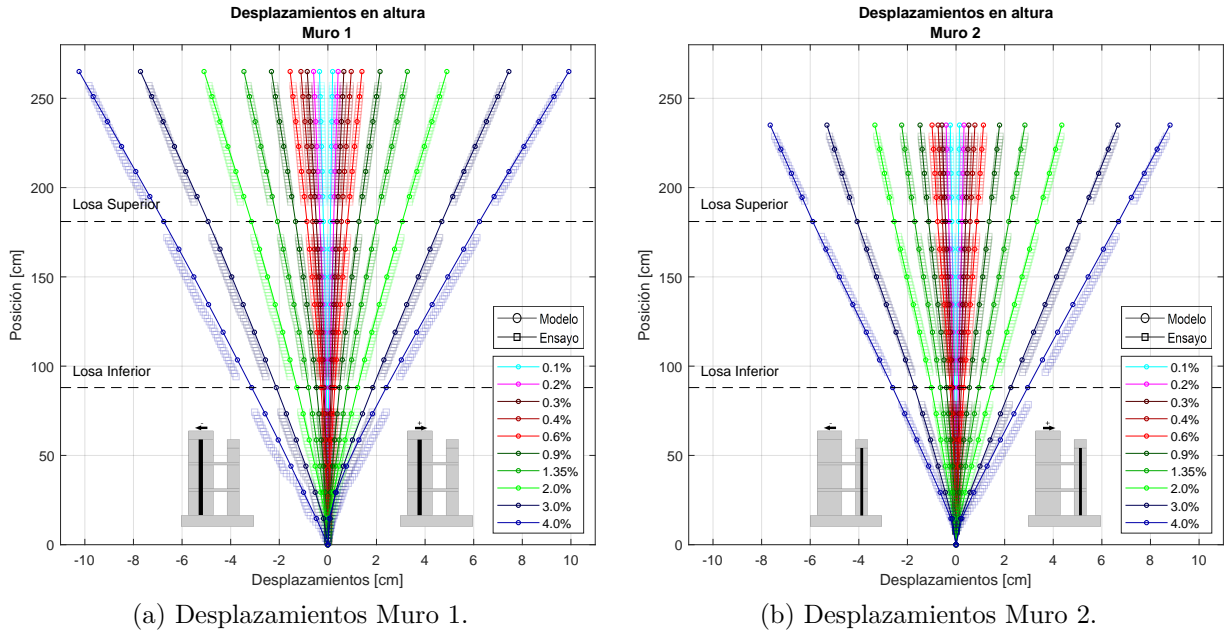 Desplazamientos en altura
Muro 1
Posición [cm]
250
200
150
100
50
0
Losa Superior
Losa Inferior
Modelo
Ensayo
0.1%
0.2%
0.3%
0.4%
0.6%
0.9%
1.35%
2.0%
3.0%
4.0%
- +
-10 -8 -6 -4 -2 0 2 4 6 8 10
Desplazamientos [cm]
(a) Desplazamientos Muro 1.
Desplazamientos en altura
Muro 2
Posición [cm]
250
200
150
100
50
0
Losa Superior
Losa Inferior
Modelo
Ensayo
0.1%
0.2%
0.3%
0.4%
0.6%
0.9%
1.35%
2.0%
3.0%
4.0%
- +
-10 -8 -6 -4 -2 0 2 4 6 8 10
Desplazamientos [cm]
(b) Desplazamientos Muro 2.